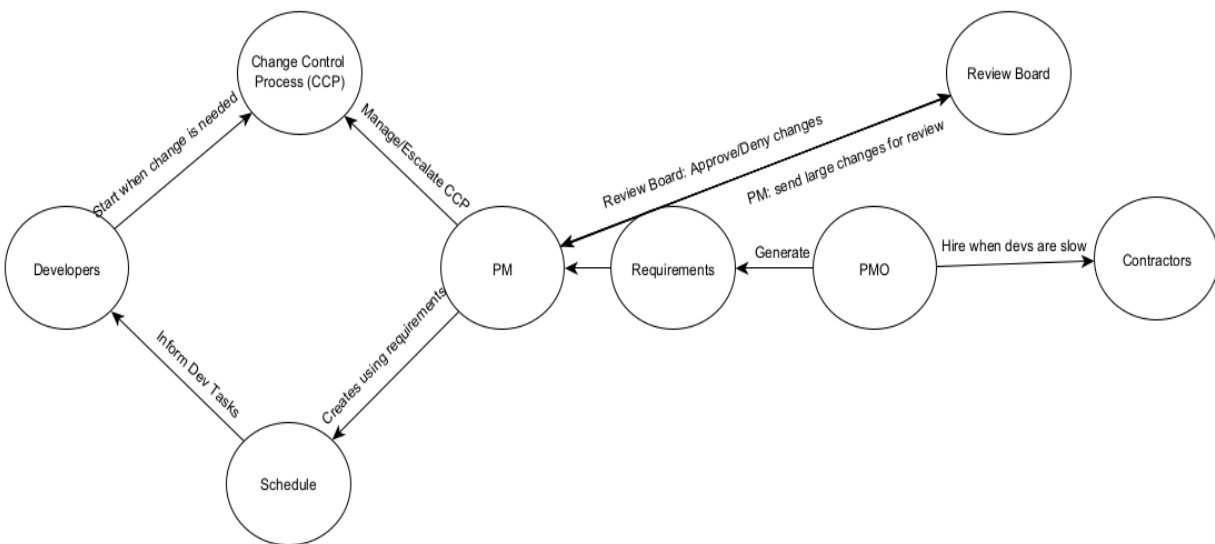 Change Control
Process (CCP)
Review Board
Start when change is needed
Manage/Escalate CCP
Review Board: Approve/Deny changes
PM: send large changes for review
Developers
PM
Requirements
Generate
PMO
Hire when devs are slow
Contractors
Inform Dev Tasks
Creates using requirements
Schedule